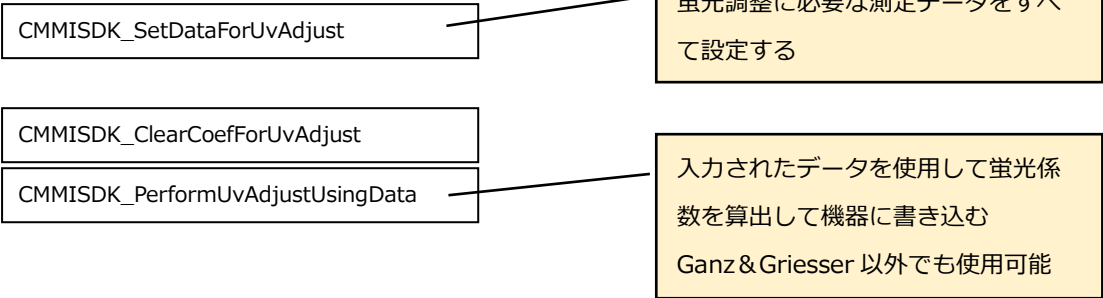 CMMISDK_SetDataForUvAdjust
蛍光調整に必要な測定データをすべ
て設定する
CMMISDK_ClearCoefForUvAdjust
CMMISDK_PerformUvAdjustUsingData
入力されたデータを使用して蛍光係
数を算出して機器に書き込む
Ganz＆Griesser 以外でも使用可能